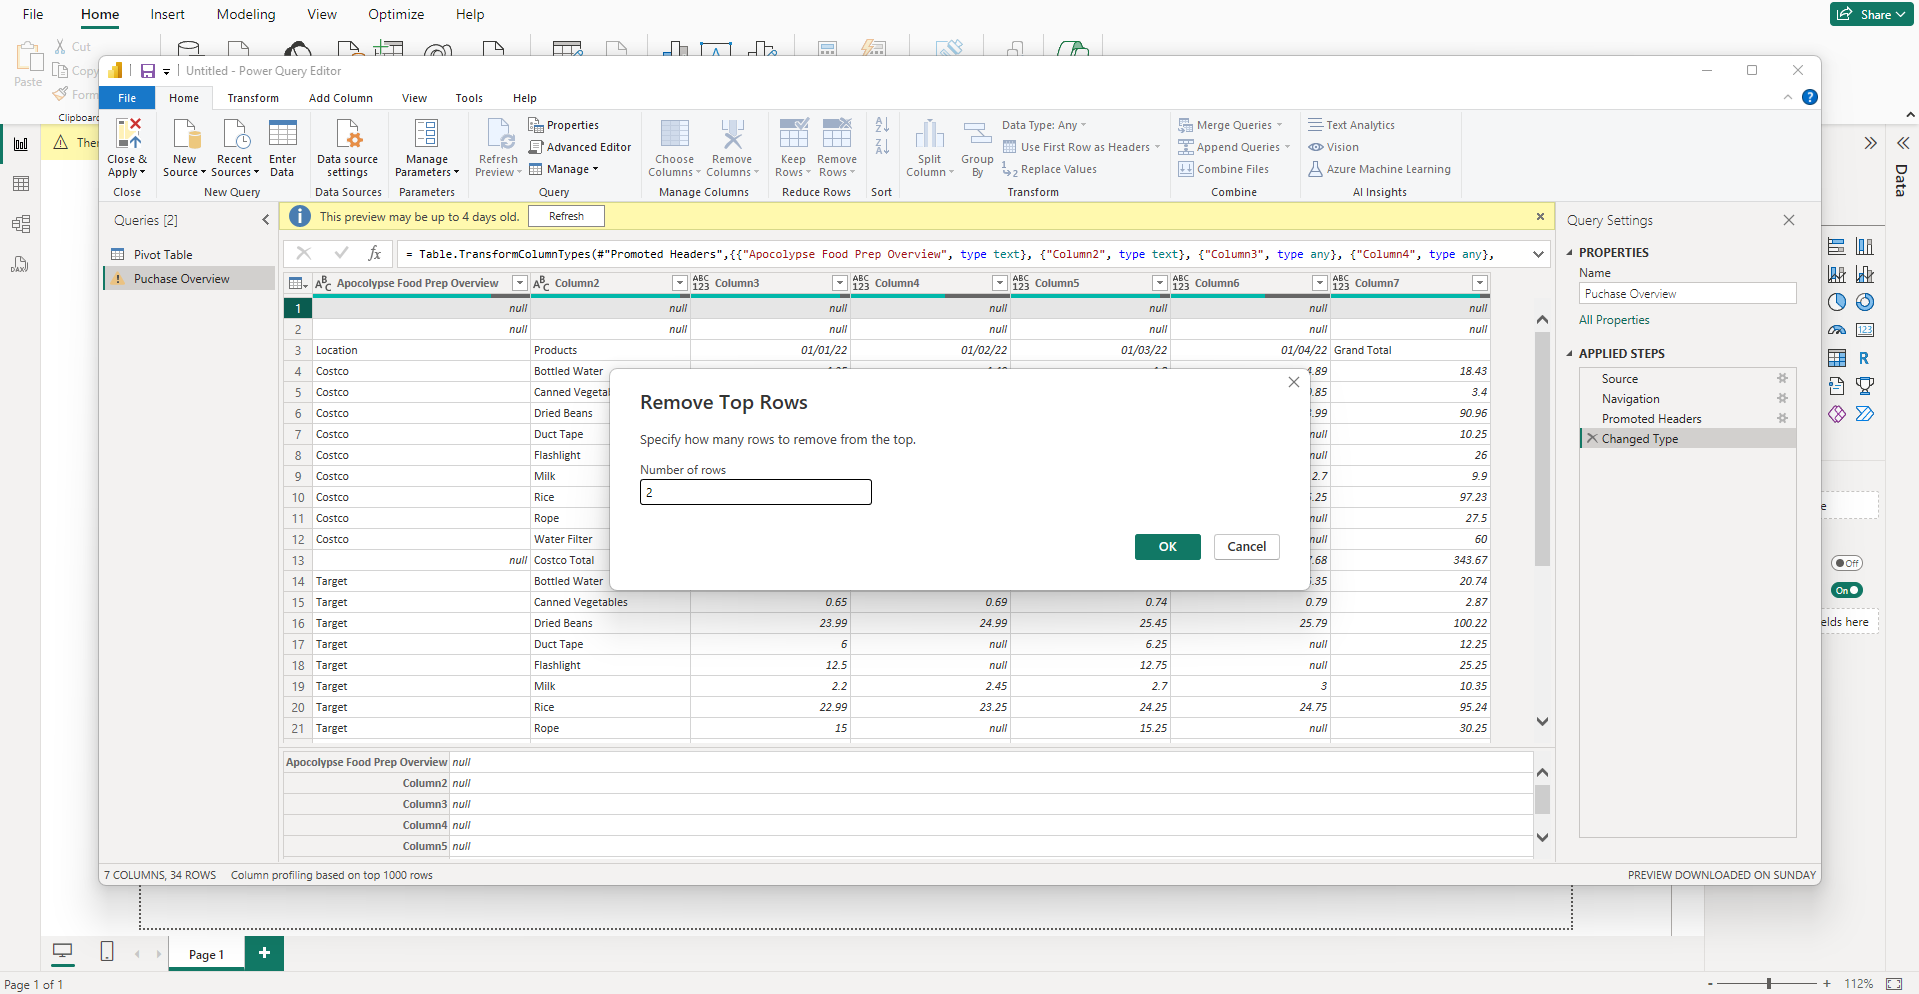 File Home Insert Modeling View Optimize Help Share
Cut
Copy
Paste
Form
Clipboard
Ther
Untitled - Power Query Editor
File Home Transform Add Column View Tools Help
Close & Apply
Close
New Source
Recent Sources
Enter Data
New Query
Data source settings
Data Sources
Manage Parameters
Parameters
Refresh Preview
Properties
Advanced Editor
Manage
Query
Choose Columns
Remove Columns
Manage Columns
Keep Rows
Remove Rows
Reduce Rows
Sort
Split Column
Group By
Data Type: Any
Use First Row as Headers
Replace Values
Transform
Merge Queries
Append Queries
Combine Files
Combine
Text Analytics
Vision
Azure Machine Learning
AI Insights
Queries [2]
Pivot Table
Puchase Overview
This preview may be up to 4 days old. Refresh
= Table.TransformColumnTypes(#"Promoted Headers",{{"Apocolypse Food Prep Overview", type text}, {"Column2", type text}, {"Column3", type any}, {"Column4", type any},
Apocolypse Food Prep Overview Column2 Column3 Column4 Column5 Column6 Column7
1 null null null null null null null
2 null null null null null null null
3 Location Products 01/01/22 01/02/22 01/03/22 01/04/22 Grand Total
4 Costco Bottled Water 4.89 18.43
5 Costco Canned Vegetal .85 3.4
6 Costco Dried Beans .99 90.96
7 Costco Duct Tape null 10.25
8 Costco Flashlight null 26
9 Costco Milk 2.7 9.9
10 Costco Rice .25 97.23
11 Costco Rope null 27.5
12 Costco Water Filter null 60
13 null Costco Total .68 343.67
14 Target Bottled Water .35 20.74
15 Target Canned Vegetables 0.65 0.69 0.74 0.79 2.87
16 Target Dried Beans 23.99 24.99 25.45 25.79 100.22
17 Target Duct Tape 6 null 6.25 null 12.25
18 Target Flashlight 12.5 null 12.75 null 25.25
19 Target Milk 2.2 2.45 2.7 3 10.35
20 Target Rice 22.99 23.25 24.25 24.75 95.24
21 Target Rope 15 null 15.25 null 30.25
Remove Top Rows
Specify how many rows to remove from the top.
Number of rows
2
OK Cancel
Apocolypse Food Prep Overview null
Column2 null
Column3 null
Column4 null
Column5 null
Query Settings
PROPERTIES
Name
Puchase Overview
All Properties
APPLIED STEPS
Source
Navigation
Promoted Headers
Changed Type
7 COLUMNS, 34 ROWS Column profiling based on top 1000 rows PREVIEW DOWNLOADED ON SUNDAY
Data
e
Off
On
elds here
Page 1
Page 1 of 1
- + 112%